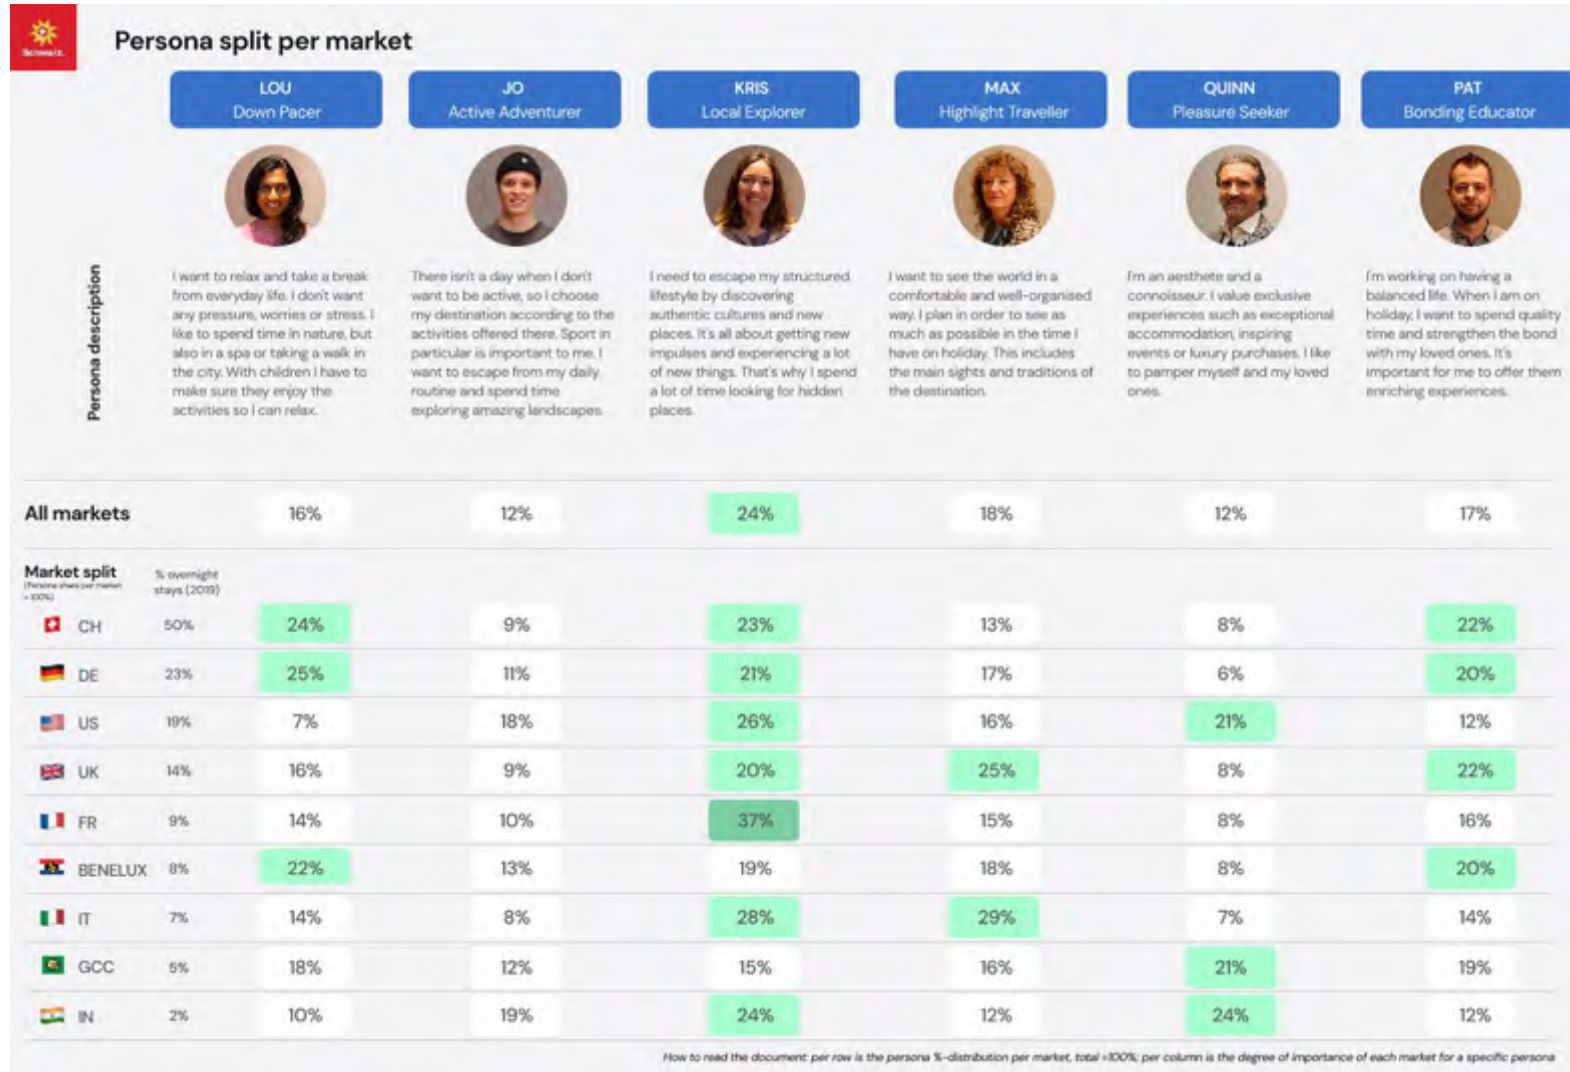 Persona split per market
LOU
Down Pacer
JO
Active Adventurer
KRIS
Local Explorer
MAX
Highlight Traveller
QUINN
Pleasure Seeker
PAT
Bonding Educator
Persona description
I want to relax and take a break
from everyday life. I don't want
any pressure, worries or stress. I
like to spend time in nature, but
also in a spa or taking a walk in
the city. With children I have to
make sure they enjoy the
activities so I can relax.
There isn't a day when I don't
want to be active, so I choose
my destination according to the
activities offered there. Sport in
particular is important to me. I
want to escape from my daily
routine and spend time
exploring amazing landscapes.
I need to escape my structured
lifestyle by discovering
authentic cultures and new
places. It's all about getting new
impulses and experiencing a lot
of new things. That's why I spend
a lot of time looking for hidden
places.
I want to see the world in a
comfortable and well-organised
way. I plan in order to see as
much as possible in the time I
have on holiday. This includes
the main sights and traditions of
the destination.
I'm an aesthete and a
connoisseur. I value exclusive
experiences such as exceptional
accommodation, inspiring
events or luxury purchases. I like
to pamper myself and my loved
ones.
I'm working on having a
balanced life. When I am on
holiday, I want to spend quality
time and strengthen the bond
with my loved ones. It's
important for me to offer them
enriching experiences.
All markets 16% 12% 24% 18% 12% 17%
Market split
(Persona share per market
=100%)
% overnight
stays (2019)
CH 50% 24% 9% 23% 13% 8% 22%
DE 23% 25% 11% 21% 17% 6% 20%
US 19% 7% 18% 26% 16% 21% 12%
UK 14% 16% 9% 20% 25% 8% 22%
FR 9% 14% 10% 37% 15% 8% 16%
BENELUX 8% 22% 13% 19% 18% 8% 20%
IT 7% 14% 8% 28% 29% 7% 14%
GCC 5% 18% 12% 15% 16% 21% 19%
IN 2% 10% 19% 24% 12% 24% 12%
How to read the document: per row is the persona %-distribution per market, total =100%; per column is the degree of importance of each market for a specific persona